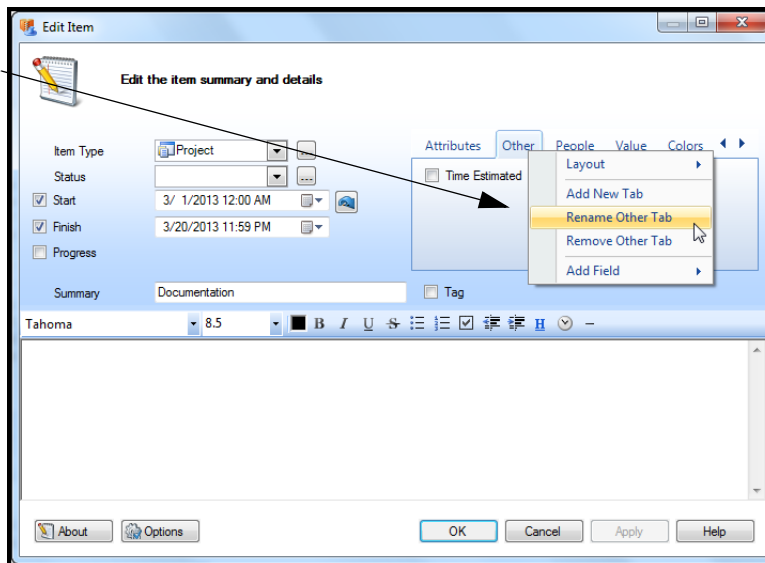 Edit Item
Edit the item summary and details
Item Type
Project
...
Status
...
Start
3/ 1/2013 12:00 AM
Finish
3/20/2013 11:59 PM
Progress
Summary
Documentation
Attributes Other People Value Colors
Time Estimated
Layout
Add New Tab
Rename Other Tab
Remove Other Tab
Add Field
Tag
Tahoma 8.5 B I U S H
About Options OK Cancel Apply Help